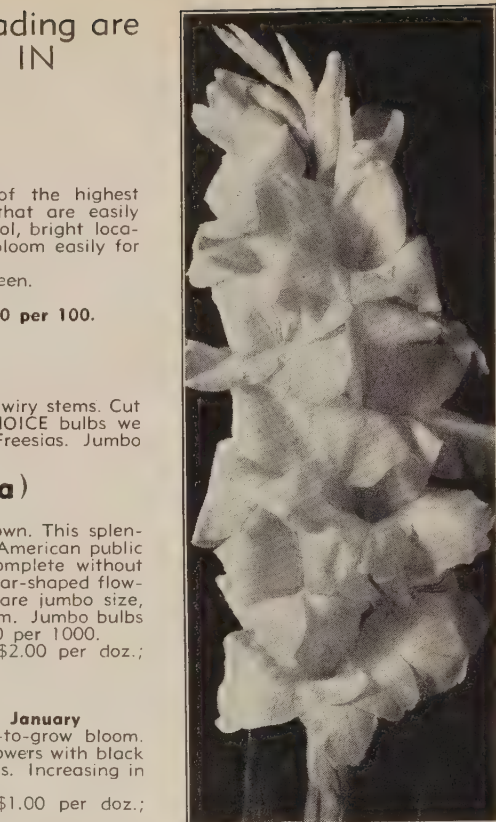 ading are
IN
of the highest
that are easily
ol, bright loca-
bloom easily for
een.
0 per 100.
wiry stems. Cut
HOICE bulbs we
Freesias. Jumbo
a)
own. This splen-
American public
omplete without
ar-shaped flow-
are jumbo size,
m. Jumbo bulbs
0 per 1000.
$2.00 per doz.;
January
-to-grow bloom.
owers with black
s. Increasing in
$1.00 per doz.;